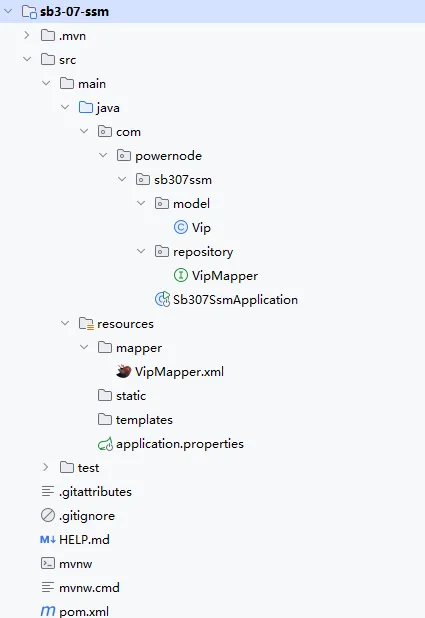 sb3-07-ssm
.mvn
src
main
java
com
powernode
sb307ssm
model
C Vip
repository
I VipMapper
C Sb307SsmApplication
resources
mapper
VipMapper.xml
static
templates
application.properties
test
.gitattributes
.gitignore
M↓ HELP.md
mvnw
mvnw.cmd
m pom.xml